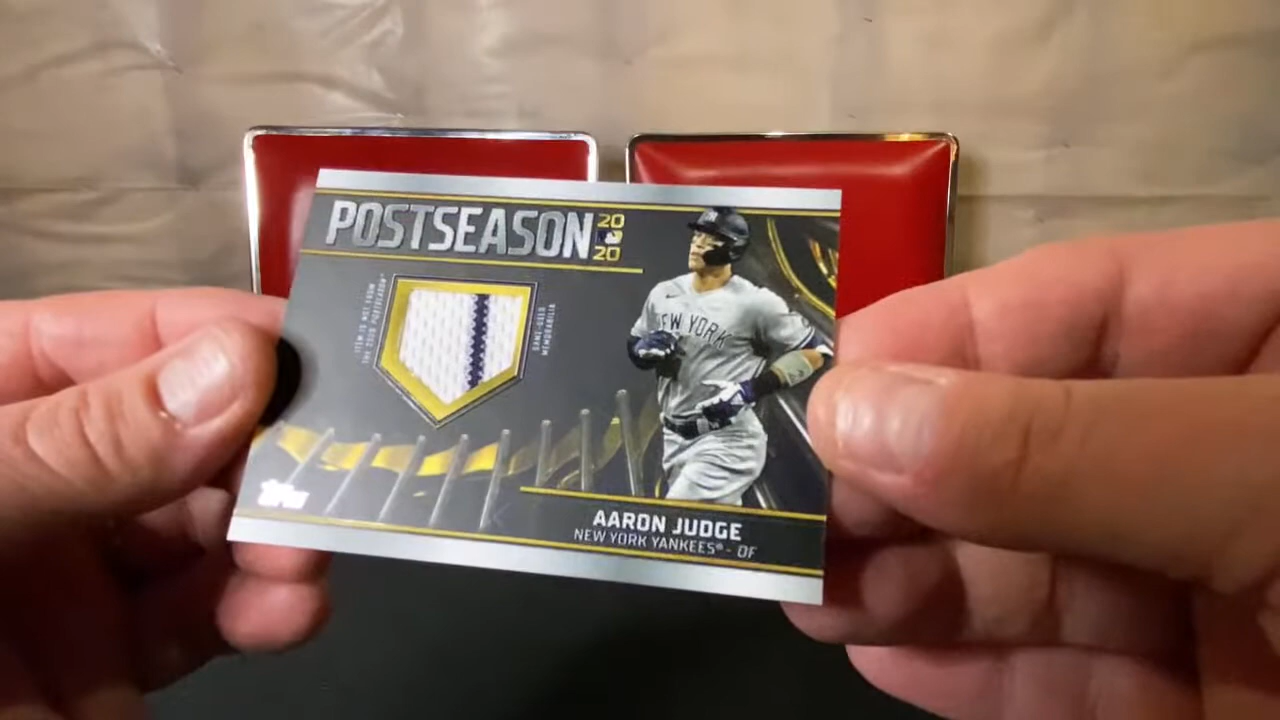 POSTSEASON
20
20
ITEM IS NOT FROM
THE 2020 POSTSEASON
GAME-USED
MEMORABILIA
NEW YORK
topps
AARON JUDGE
NEW YORK YANKEES® - OF